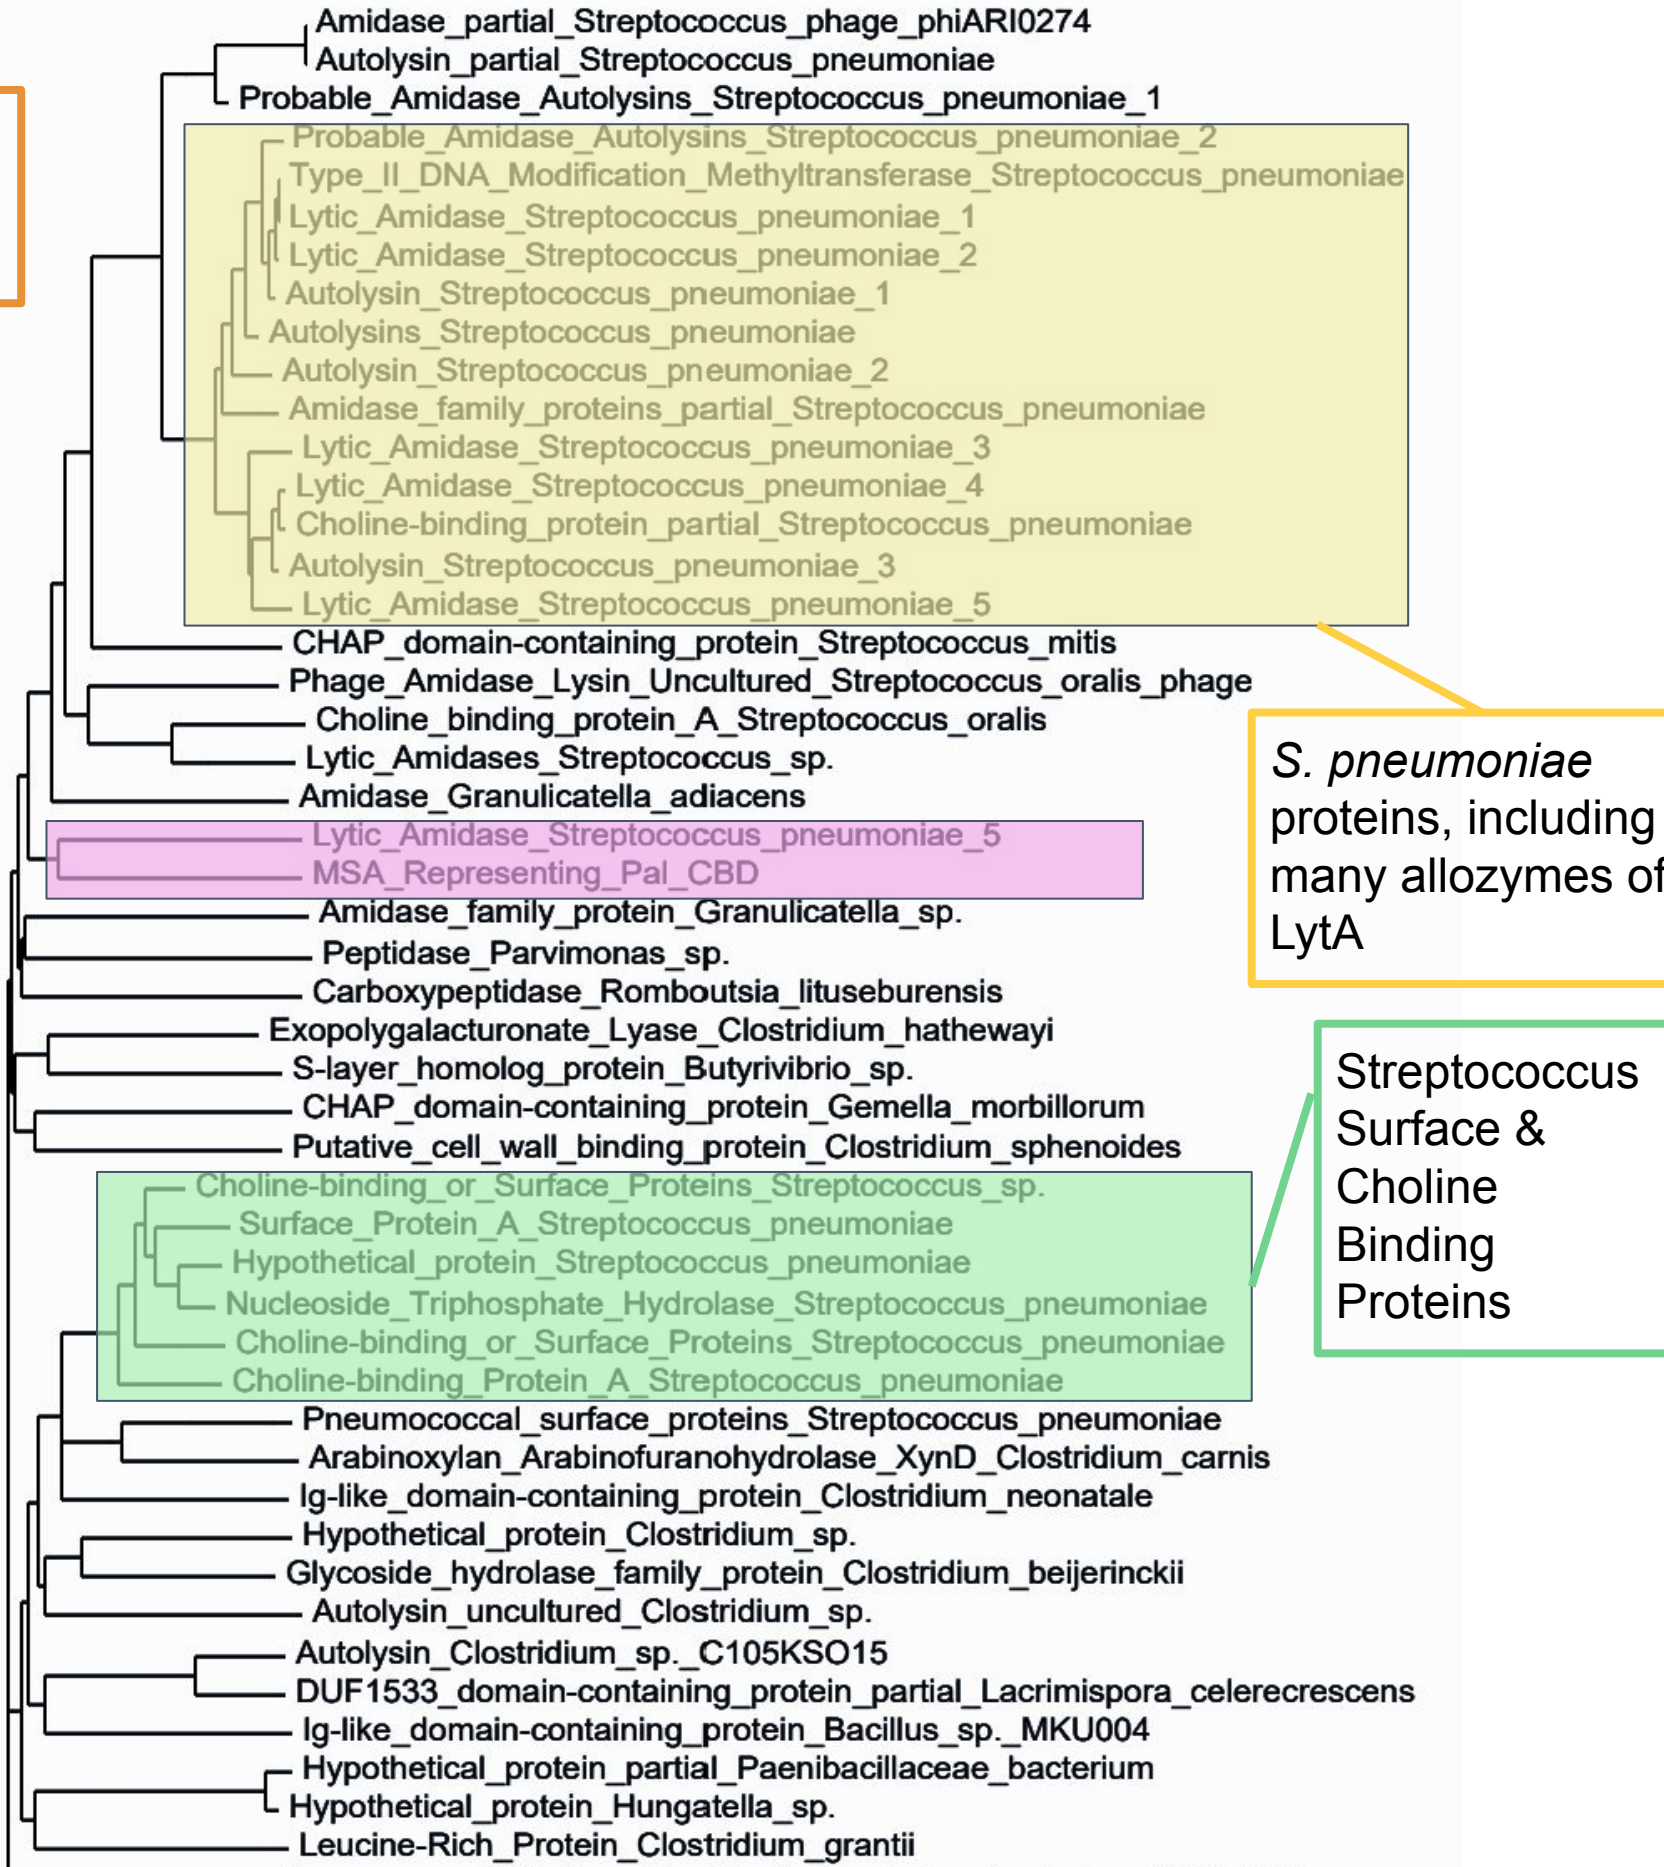 Amidase_partial_Streptococcus_phage_phiARI0274
Autolysin_partial_Streptococcus_pneumoniae
Probable_Amidase_Autolysins_Streptococcus_pneumoniae_1
Probable_Amidase_Autolysins_Streptococcus_pneumoniae_2
Type_II_DNA_Modification_Methyltransferase_Streptococcus_pneumoniae
Lytic_Amidase_Streptococcus_pneumoniae_1
Lytic_Amidase_Streptococcus_pneumoniae_2
Autolysin_Streptococcus_pneumoniae_1
Autolysins_Streptococcus_pneumoniae
Autolysin_Streptococcus_pneumoniae_2
Amidase_family_proteins_partial_Streptococcus_pneumoniae
Lytic_Amidase_Streptococcus_pneumoniae_3
Lytic_Amidase_Streptococcus_pneumoniae_4
Choline-binding_protein_partial_Streptococcus_pneumoniae
Autolysin_Streptococcus_pneumoniae_3
Lytic_Amidase_Streptococcus_pneumoniae_5
CHAP_domain-containing_protein_Streptococcus_mitis
Phage_Amidase_Lysin_Uncultured_Streptococcus_oralis_phage
Choline_binding_protein_A_Streptococcus_oralis
Lytic_Amidases_Streptococcus_sp.
Amidase_Granulicatella_adiacens
Lytic_Amidase_Streptococcus_pneumoniae_5
MSA_Representing_Pal_CBD
Amidase_family_protein_Granulicatella_sp.
Peptidase_Parvimonas_sp.
Carboxypeptidase_Romboutsia_lituseburensis
Exopolygalacturonate_Lyase_Clostridium_hathewayi
S-layer_homolog_protein_Butyrivibrio_sp.
CHAP_domain-containing_protein_Gemella_morbillorum
Putative_cell_wall_binding_protein_Clostridium_sphenoides
Choline-binding_or_Surface_Proteins_Streptococcus_sp.
Surface_Protein_A_Streptococcus_pneumoniae
Hypothetical_protein_Streptococcus_pneumoniae
Nucleoside_Triphosphate_Hydrolase_Streptococcus_pneumoniae
Choline-binding_or_Surface_Proteins_Streptococcus_pneumoniae
Choline-binding_Protein_A_Streptococcus_pneumoniae
Pneumococcal_surface_proteins_Streptococcus_pneumoniae
Arabinoxylan_Arabinofuranohydrolase_XynD_Clostridium_carnis
Ig-like_domain-containing_protein_Clostridium_neonatale
Hypothetical_protein_Clostridium_sp.
Glycoside_hydrolase_family_protein_Clostridium_beijerinckii
Autolysin_uncultured_Clostridium_sp.
Autolysin_Clostridium_sp._C105KSO15
DUF1533_domain-containing_protein_partial_Lacrimispora_celerecrescens
Ig-like_domain-containing_protein_Bacillus_sp._MKU004
Hypothetical_protein_partial_Paenibacillaceae_bacterium
Hypothetical_protein_Hungatella_sp.
Leucine-Rich_Protein_Clostridium_grantii
S. pneumoniae
proteins, including
many allozymes of
LytA
Streptococcus
Surface &
Choline
Binding
Proteins